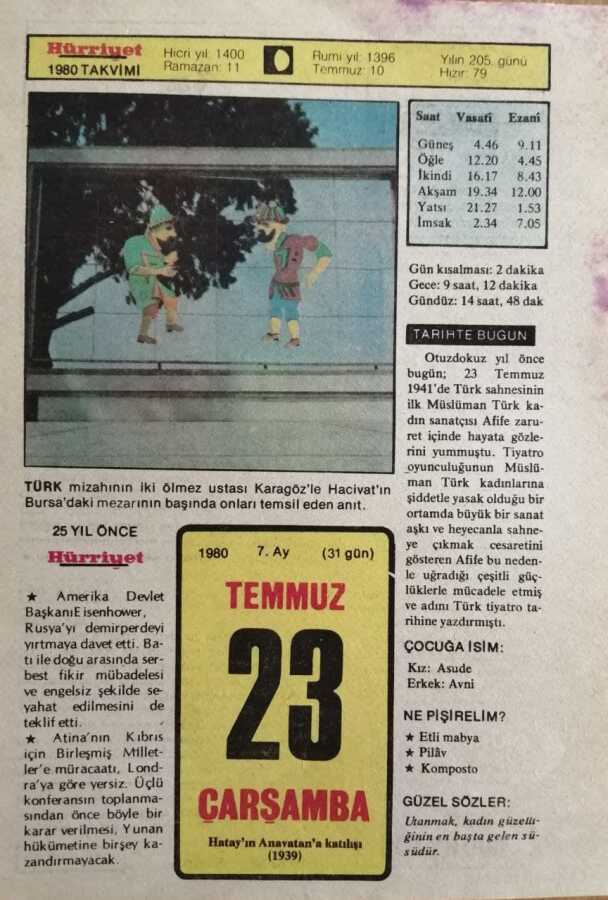 Hürriyet
1980 TAKVİMİ
Hicri yıl: 1400
Ramazan: 11
Rumi yıl: 1396
Temmuz: 10
Yılın 205. günü
Hızır: 79
Saat Vasatî Ezanî
Güneş 4.46 9.11
Öğle 12.20 4.45
İkindi 16.17 8.43
Akşam 19.34 12.00
Yatsı 21.27 1.53
İmsak 2.34 7.05
Gün kısalması: 2 dakika
Gece: 9 saat, 12 dakika
Gündüz: 14 saat, 48 dak
TARİHTE BUGÜN
Otuzdokuz yıl önce
bugün; 23 Temmuz
1941'de Türk sahnesinin
ilk Müslüman Türk ka-
dın sanatçısı Afife zaru-
ret içinde hayata gözle-
rini yummuştu. Tiyatro
oyunculuğunun Müslü-
man Türk kadınlarına
şiddetle yasak olduğu bir
ortamda büyük bir sanat
aşkı ve heyecanla sahne-
ye çıkmak cesaretini
gösteren Afife bu neden-
le uğradığı çeşitli güç-
lüklerle mücadele etmiş
ve adını Türk tiyatro ta-
rihine yazdırmıştı.
ÇOCUĞA İSİM:
Kız: Asude
Erkek: Avni
NE PİŞİRELİM?
★ Etli mabya
★ Pilâv
★ Komposto
GÜZEL SÖZLER:
Utanmak, kadın güzelli-
ğinin en başta gelen sü-
südür.
TÜRK mizahının iki ölmez ustası Karagöz'le Hacivat'ın
Bursa'daki mezarının başında onları temsil eden anıt.
25 YIL ÖNCE
Hürriyet
★ Amerika Devlet
BaşkanıE isenhower,
Rusya'yı demirperdeyi
yırtmaya davet etti. Ba-
tı ile doğu arasında ser-
best fikir mübadelesi
ve engelsiz şekilde se-
yahat edilmesini de
teklif etti.
★ Atina'nın Kıbrıs
için Birleşmiş Millet-
ler'e müracaatı, Lond-
ra'ya göre yersiz. Üçlü
konferansın toplanma-
sından önce böyle bir
karar verilmesi, Yunan
hükümetine birşey ka-
zandırmayacak.
1980 7. Ay (31 gün)
TEMMUZ
23
ÇARŞAMBA
Hatay'ın Anavatan'a katılışı
(1939)